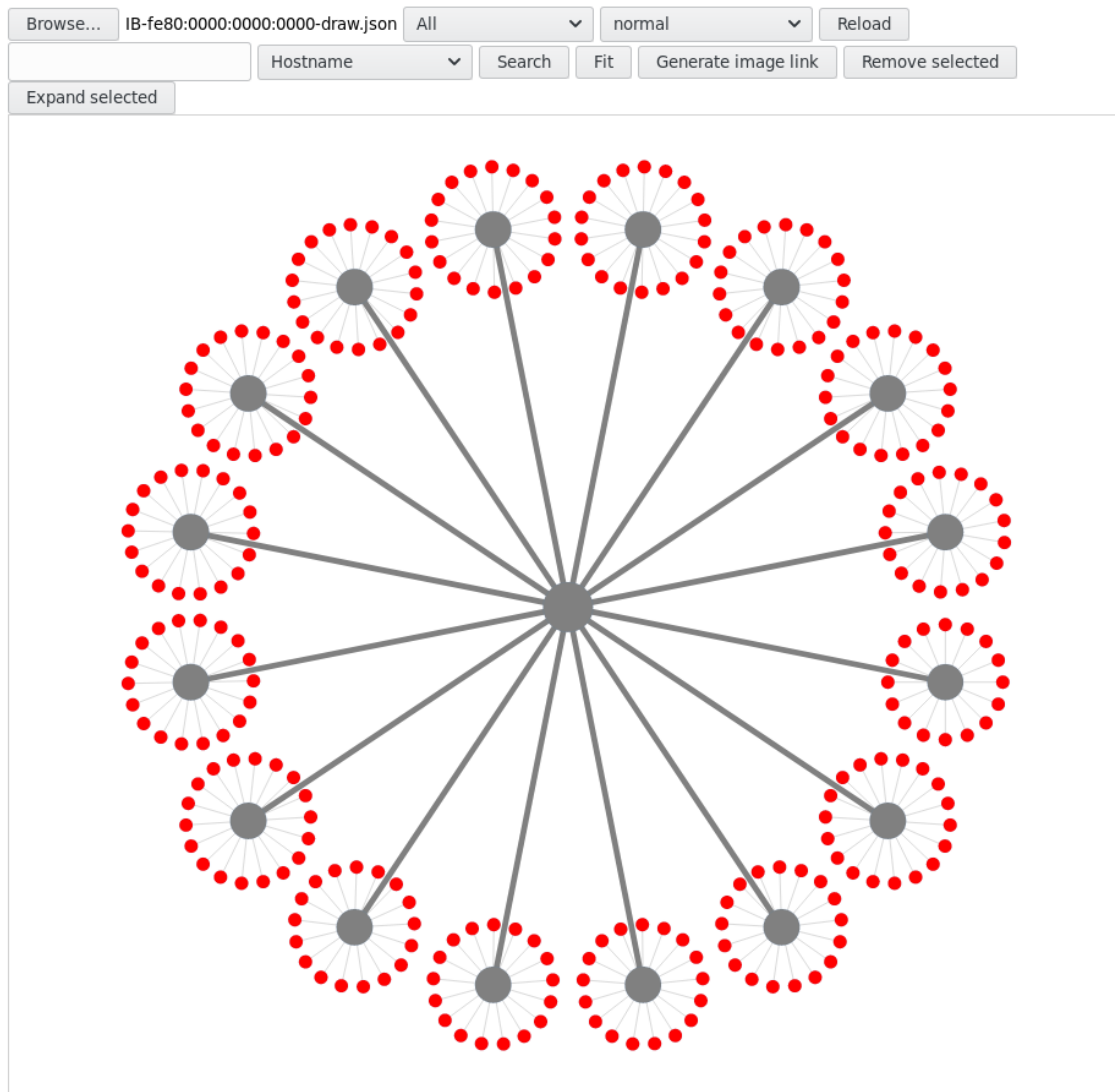 Browse... IB-fe80:0000:0000:0000-draw.json All normal Reload
Hostname Search Fit Generate image link Remove selected
Expand selected